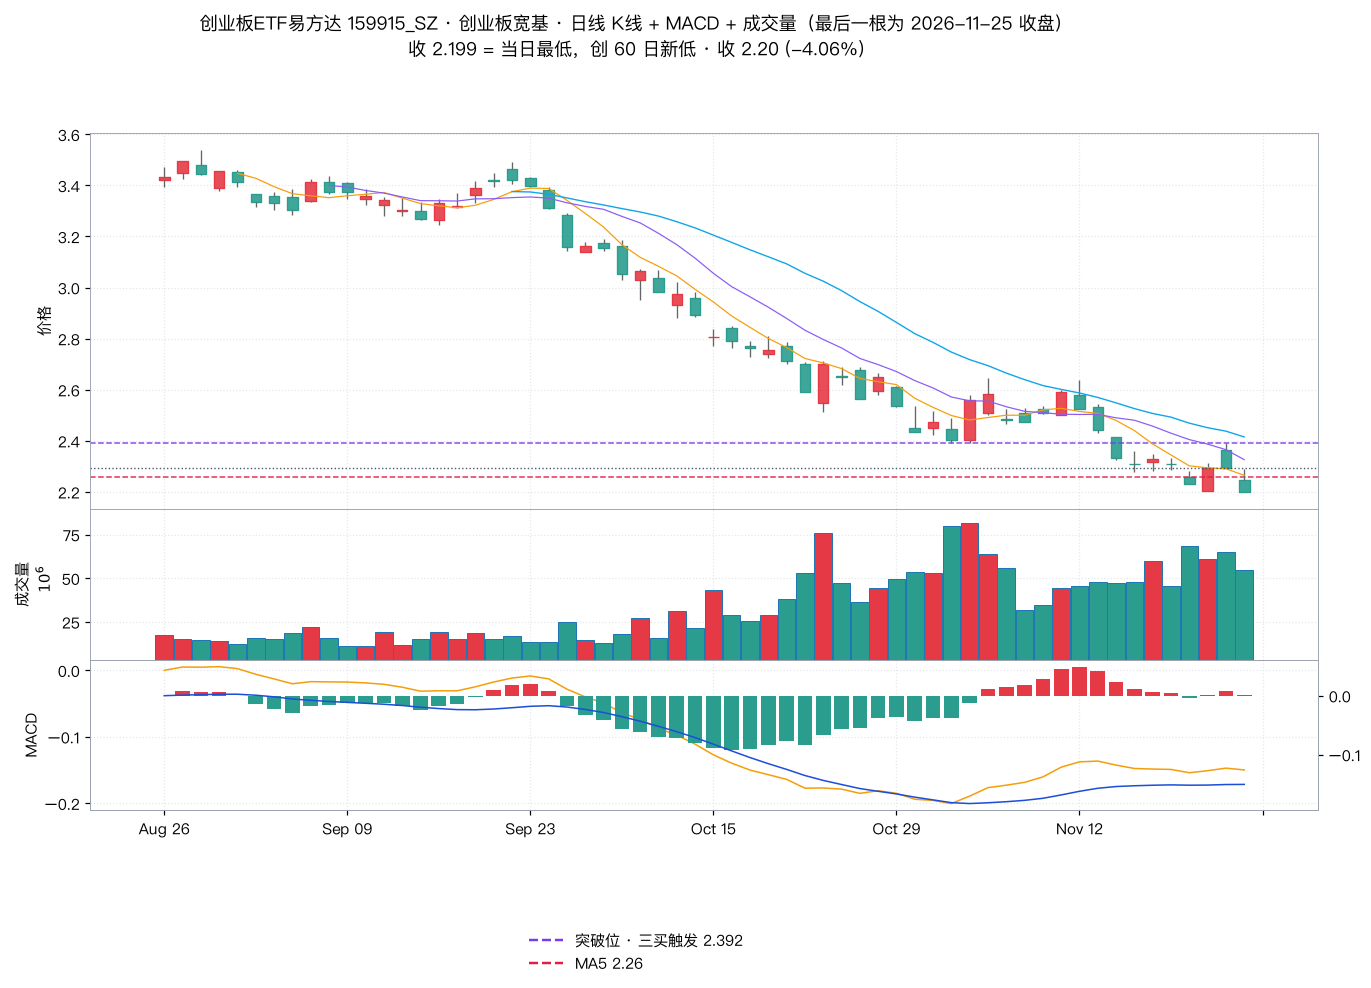 创业板ETF易方达 159915_SZ · 创业板宽基 · 日线 K线 + MACD + 成交量（最后一根为 2026−11−25 收盘）
收 2.199 = 当日最低，创 60 日新低 · 收 2.20 (−4.06%)
3.6
3.4
3.2
3.0
2.8
2.6
2.4
2.2
价格
75
50
25
成交量
10⁶
0.0
−0.1
−0.2
MACD
0.0
−0.1
Aug 26
Sep 09
Sep 23
Oct 15
Oct 29
Nov 12
突破位 · 三买触发 2.392
MA5 2.26